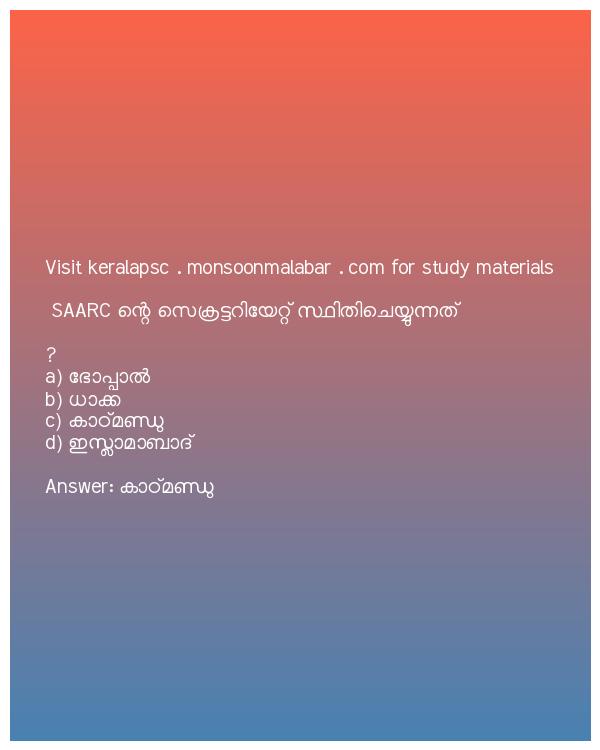 Visit keralapsc . monsoonmalabar . com for study materials
SAARC ന്റെ സെക്രട്ടറിയേറ്റ് സ്ഥിതിചെയ്യുന്നത്
?
a) ഭോപ്പാൽ
b) ധാക്ക
c) കാഠ്മണ്ഡു
d) ഇസ്ലാമാബാദ്
Answer: കാഠ്മണ്ഡു